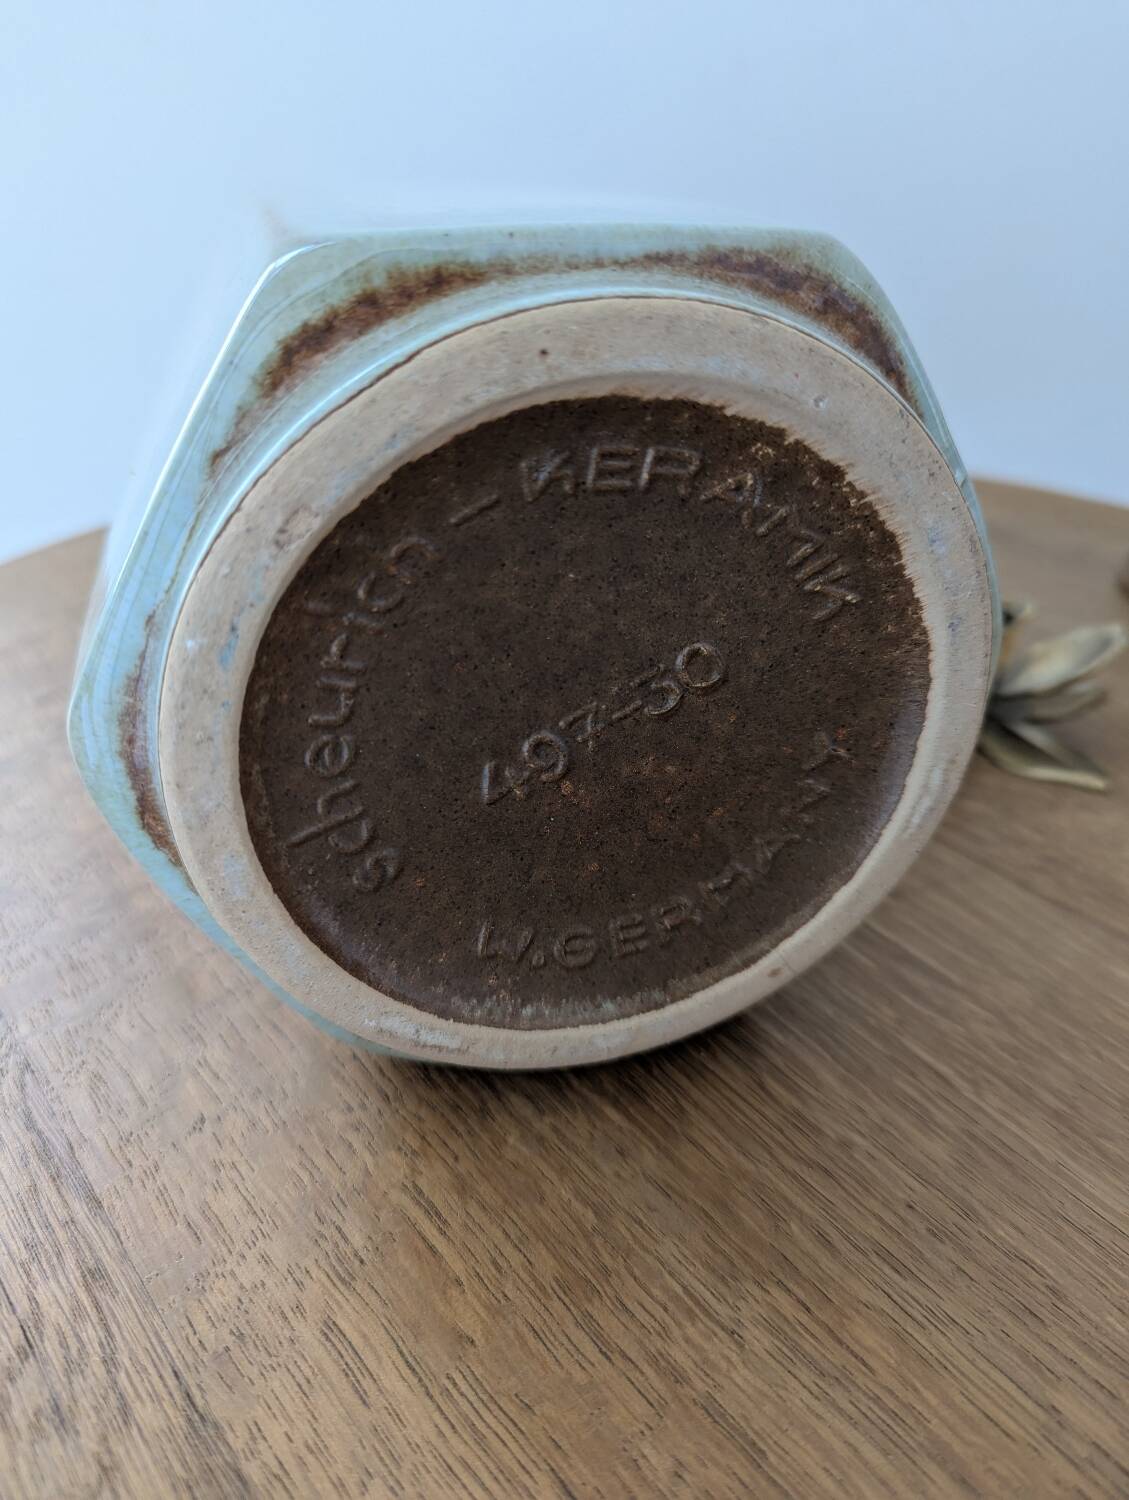 scheurich - KERAMIK
497-30
W.GERMANY